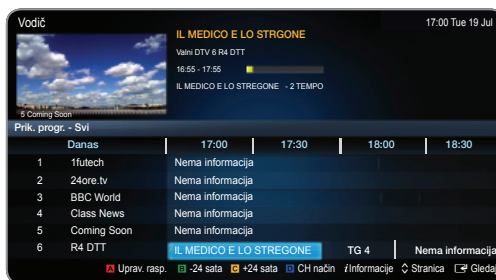 Vodič
17:00 Tue 19 Jul
IL MEDICO E LO STRGONE
Valni DTV 6 R4 DTT
16:55 - 17:55
IL MEDICO E LO STREGONE - 2 TEMPO
5 Coming Soon
Prik. progr. - Svi
Danas 17:00 17:30 18:00 18:30
1 1futech Nema informacija
2 24ore.tv Nema informacija
3 BBC World Nema informacija
4 Class News Nema informacija
5 Coming Soon Nema informacija
6 R4 DTT IL MEDICO E LO STREGONE TG 4 Nema informacija
A Uprav. rasp. B -24 sata C +24 sata D CH način i Informacije Stranica Gleda